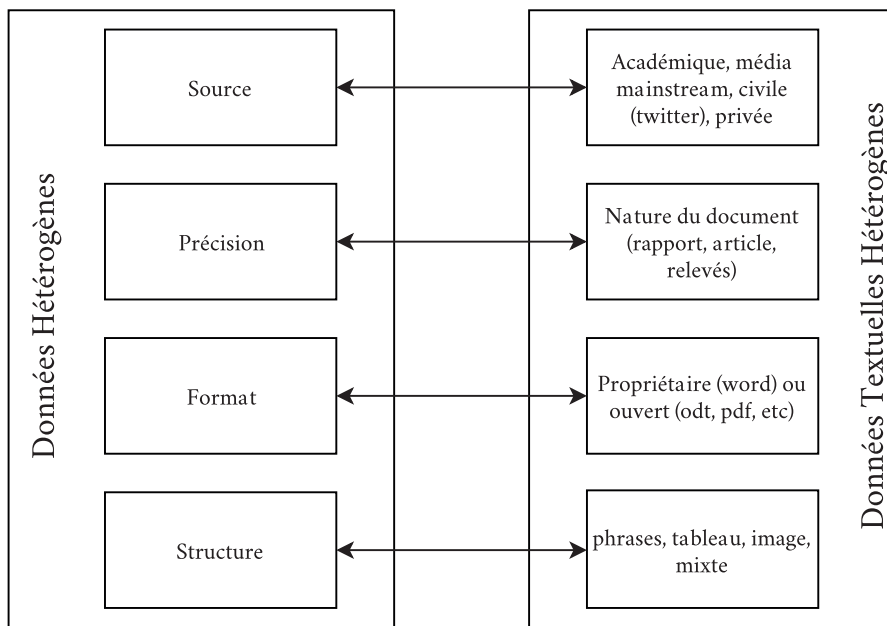 Données Hétérogènes
Source
Précision
Format
Structure
Académique, média
mainstream, civile
(twitter), privée
Nature du document
(rapport, article,
relevés)
Propriétaire (word) ou
ouvert (odt, pdf, etc)
phrases, tableau, image,
mixte
Données Textuelles Hétérogènes